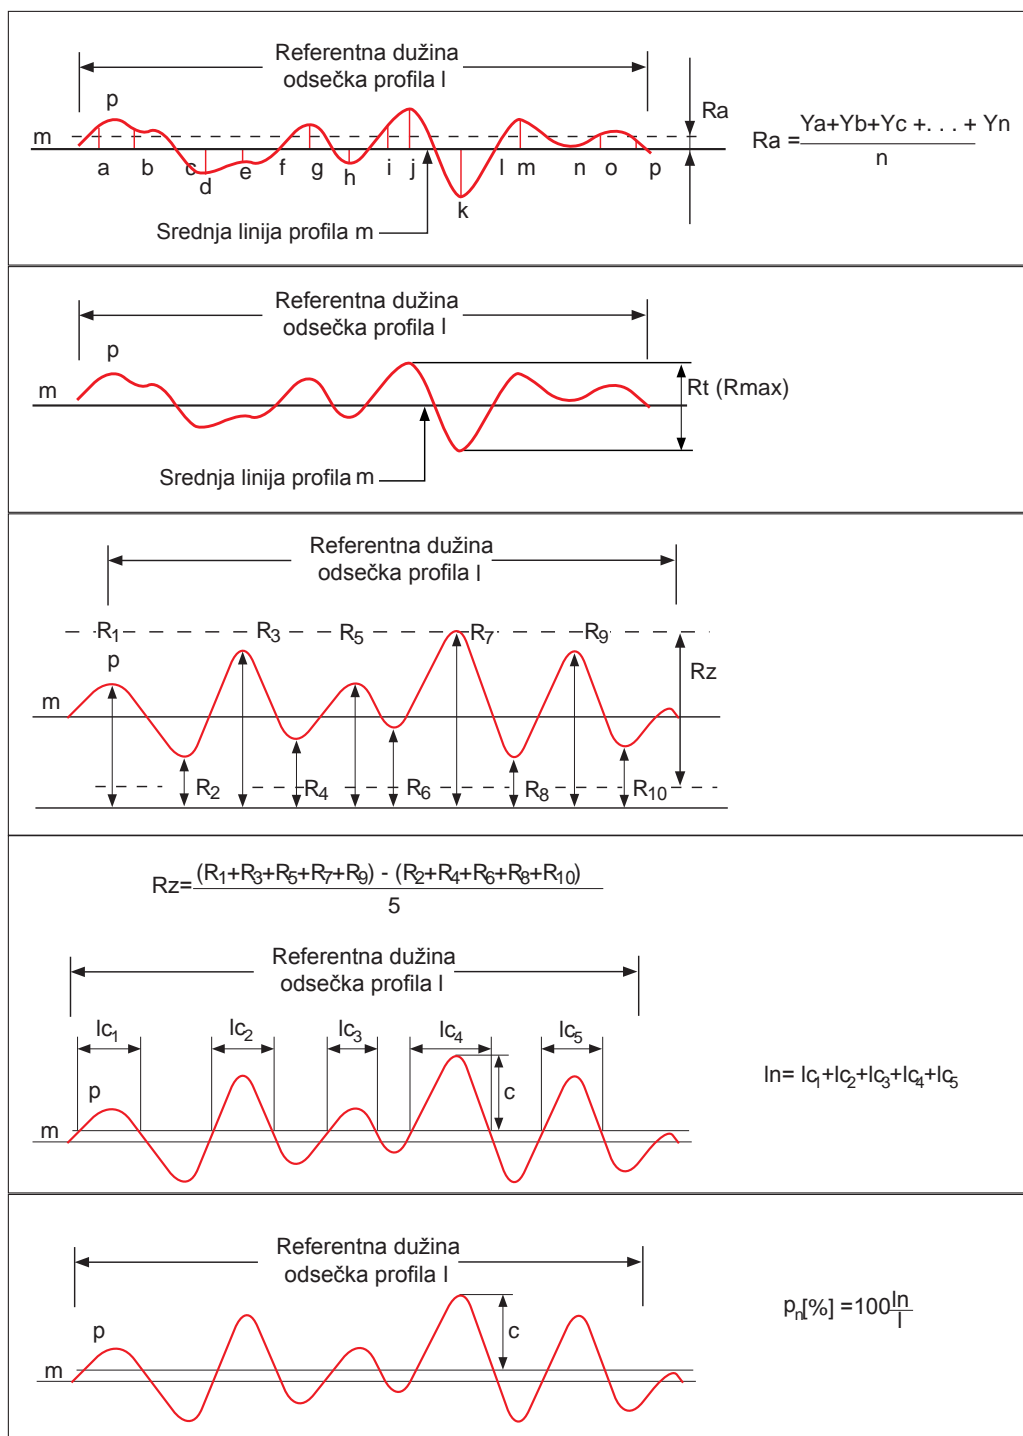 Referentna dužina
odsečka profila l
p
Ra
m
a b c d e f g h i j k l m n o p
Srednja linija profila m
Ra = Ya+Yb+Yc +. . . + Yn
n
Referentna dužina
odsečka profila l
p
m
Rt (Rmax)
Srednja linija profila m
Referentna dužina
odsečka profila l
R1 R3 R5 R7 R9
p
Rz
m
R2 R4 R6 R8 R10
Rz= (R1+R3+R5+R7+R9) - (R2+R4+R6+R8+R10)
5
Referentna dužina
odsečka profila l
lc1 lc2 lc3 lc4 lc5
p
c
m
ln= lc1+lc2+lc3+lc4+lc5
Referentna dužina
odsečka profila l
p
c
m
pn[%] =100 ln
l